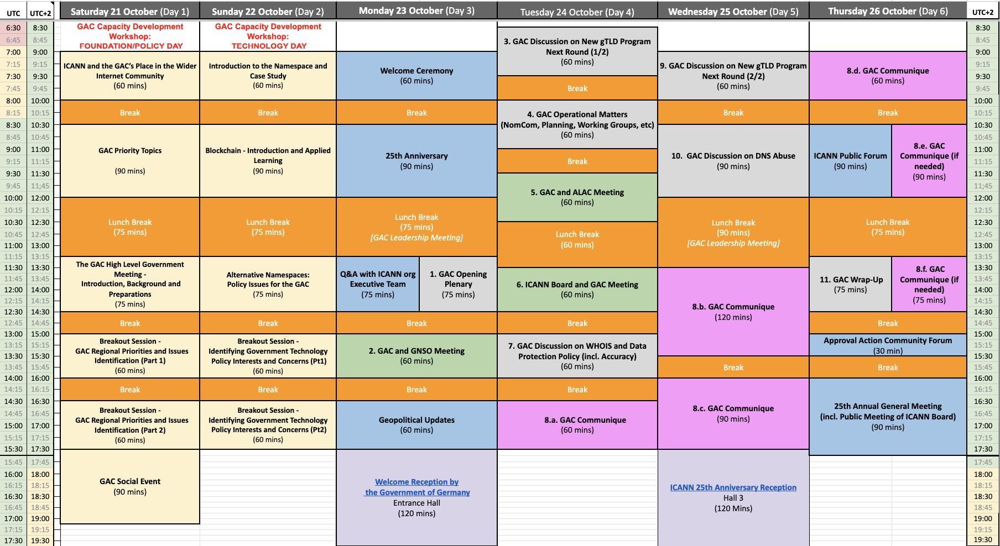 UTC UTC+2 Saturday 21 October (Day 1) Sunday 22 October (Day 2) Monday 23 October (Day 3) Tuesday 24 October (Day 4) Wednesday 25 October (Day 5) Thursday 26 October (Day 6) UTC+2
6:30 8:30
6:45 8:45
7:00 9:00
7:15 9:15
7:30 9:30
7:45 9:45
8:00 10:00
8:15 10:15
8:30 10:30
8:45 10:45
9:00 11:00
9:15 11:15
9:30 11:30
9:45 11;45
10:00 12:00
10:15 12:15
10:30 12:30
10:45 12:45
11:00 13:00
11:15 13:15
11:30 13:30
11:45 13:45
12:00 14:00
12:15 14:15
12:30 14:30
12:45 14:45
13:00 15:00
13:15 15:15
13:30 15:30
13:45 15:45
14:00 16:00
14:15 16:15
14:30 16:30
14:45 16:45
15:00 17:00
15:15 17:15
15:30 17:30
15:45 17:45
16:00 18:00
16:15 18:15
16:30 18:30
16:45 18:45
17:00 19:00
17:15 19:15
17:30 19:30
GAC Capacity Development
Workshop:
FOUNDATION/POLICY DAY
ICANN and the GAC's Place in the Wider
Internet Community
(60 mins)
Break
GAC Priority Topics
(90 mins)
Lunch Break
(75 mins)
The GAC High Level Government
Meeting -
Introduction, Background and
Preparations
(75 mins)
Break
Breakout Session -
GAC Regional Priorities and Issues
Identification (Part 1)
(60 mins)
Break
Breakout Session -
GAC Regional Priorities and Issues
Identification (Part 2)
(60 mins)
GAC Social Event
(90 mins)
GAC Capacity Development
Workshop:
TECHNOLOGY DAY
Introduction to the Namespace and
Case Study
(60 mins)
Break
Blockchain - Introduction and Applied
Learning
(90 mins)
Lunch Break
(75 mins)
Alternative Namespaces:
Policy Issues for the GAC
(75 mins)
Break
Breakout Session -
Identifying Government Technology
Policy Interests and Concerns (Pt1)
(60 mins)
Break
Breakout Session -
Identifying Government Technology
Policy Interests and Concerns (Pt2)
(60 mins)
Welcome Ceremony
(60 mins)
Break
25th Anniversary
(90 mins)
Lunch Break
(75 mins)
[GAC Leadership Meeting]
Q&A with ICANN org
Executive Team
(75 mins)
1. GAC Opening
Plenary
(75 mins)
Break
2. GAC and GNSO Meeting
(60 mins)
Break
Geopolitical Updates
(60 mins)
Welcome Reception by
the Government of Germany
Entrance Hall
(120 mins)
3. GAC Discussion on New gTLD Program
Next Round (1/2)
(60 mins)
Break
4. GAC Operational Matters
(NomCom, Planning, Working Groups, etc)
(60 mins)
Break
5. GAC and ALAC Meeting
(60 mins)
Lunch Break
(60 mins)
6. ICANN Board and GAC Meeting
(60 mins)
Break
7. GAC Discussion on WHOIS and Data
Protection Policy (incl. Accuracy)
(60 mins)
Break
8.a. GAC Communique
(60 mins)
9. GAC Discussion on New gTLD Program
Next Round (2/2)
(60 mins)
Break
10. GAC Discussion on DNS Abuse
(90 mins)
Lunch Break
(90 mins)
[GAC Leadership Meeting]
8.b. GAC Communique
(120 mins)
Break
8.c. GAC Communique
(90 mins)
ICANN 25th Anniversary Reception
Hall 3
(120 Mins)
8.d. GAC Communique
(60 mins)
Break
ICANN Public Forum
(90 mins)
8.e. GAC
Communique (if
needed)
(90 mins)
Lunch Break
(75 mins)
11. GAC Wrap-Up
(75 mins)
8.f. GAC
Communique (if
needed)
(75 mins)
Break
Approval Action Community Forum
(30 min)
Break
25th Annual General Meeting
(incl. Public Meeting of ICANN Board)
(90 mins)
8:30
8:45
9:00
9:15
9:30
9:45
10:00
10:15
10:30
10:45
11:00
11:15
11:30
11;45
12:00
12:15
12:30
12:45
13:00
13:15
13:30
13:45
14:00
14:15
14:30
14:45
15:00
15:15
15:30
15:45
16:00
16:15
16:30
16:45
17:00
17:15
17:30
17:45
18:00
18:15
18:30
18:45
19:00
19:15
19:30